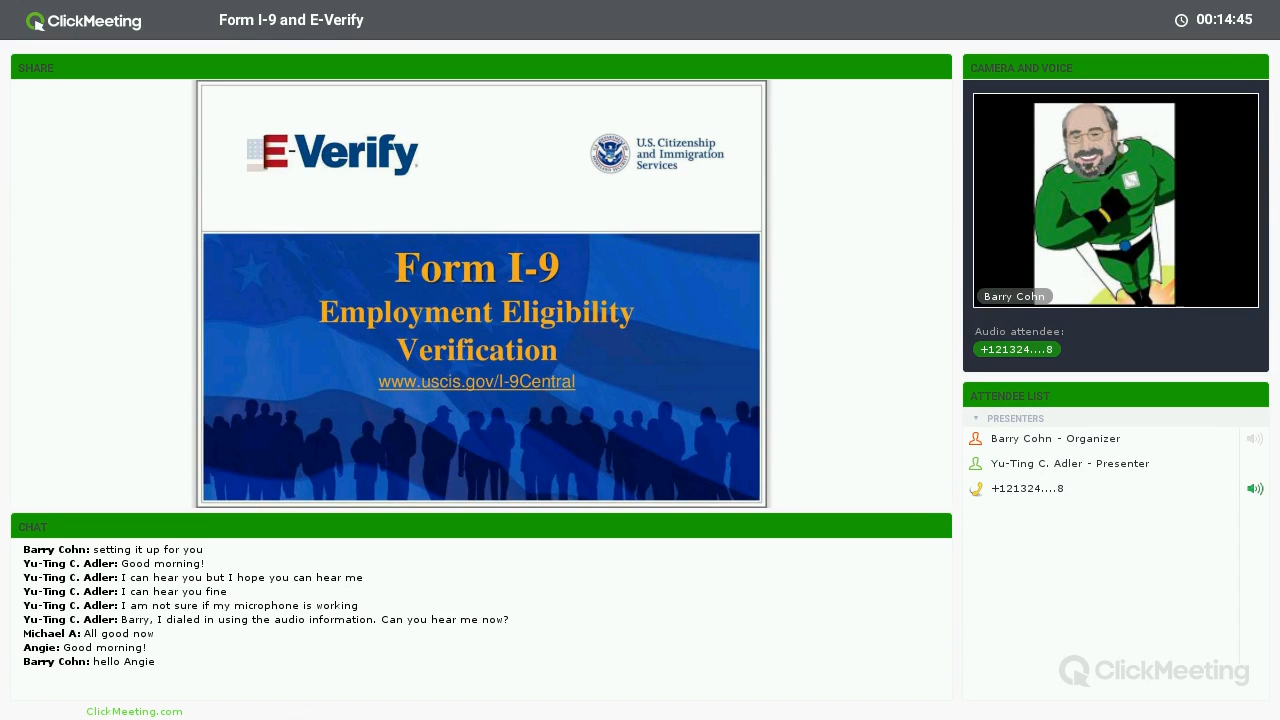 ClickMeeting
Form I-9 and E-Verify
00:14:45
SHARE
E-Verify
U.S. Citizenship
and Immigration
Services
Form I-9
Employment Eligibility
Verification
www.uscis.gov/I-9Central
CAMERA AND VOICE
Barry Cohn
Audio attendee:
+121324....8
ATTENDEE LIST
PRESENTERS
Barry Cohn - Organizer
Yu-Ting C. Adler - Presenter
+121324....8
CHAT
Barry Cohn: setting it up for you
Yu-Ting C. Adler: Good morning!
Yu-Ting C. Adler: I can hear you but I hope you can hear me
Yu-Ting C. Adler: I can hear you fine
Yu-Ting C. Adler: I am not sure if my microphone is working
Yu-Ting C. Adler: Barry, I dialed in using the audio information. Can you hear me now?
Michael A: All good now
Angie: Good morning!
Barry Cohn: hello Angie
ClickMeeting
ClickMeeting.com